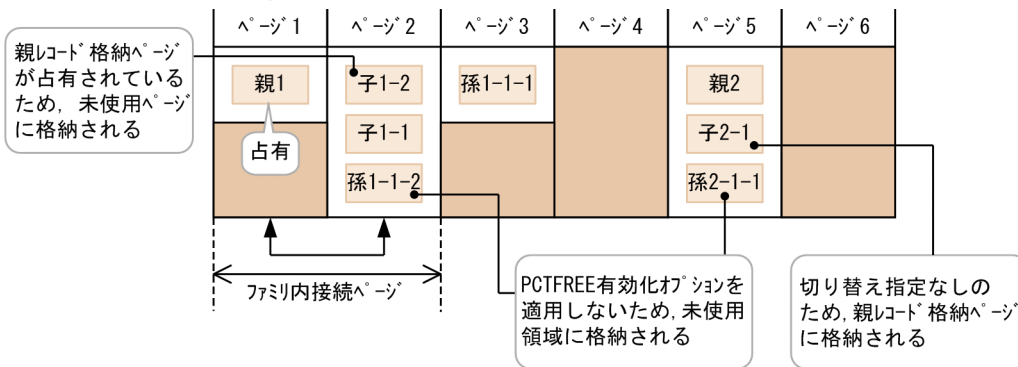 ページ1
ページ2
ページ3
ページ4
ページ5
ページ6
親レコード格納ページ
が占有されている
ため，未使用ページ
に格納される
親1
占有
子1-2
子1-1
孫1-1-2
孫1-1-1
親2
子2-1
孫2-1-1
ファミリ内接続ページ
PCTFREE有効化オプションを
適用しないため,未使用
領域に格納される
切り替え指定なしの
ため,親レコード格納ページ
に格納される